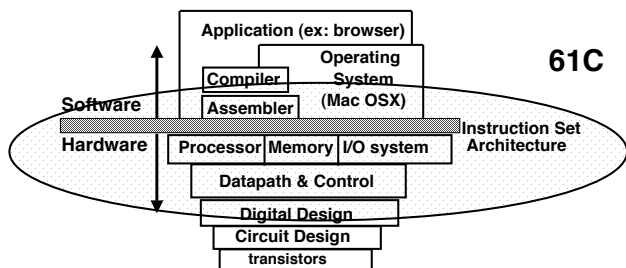 Application (ex: browser)
Operating
System
(Mac OSX)
61C
Compiler
Assembler
Software
Hardware
Instruction Set
Architecture
Processor Memory I/O system
Datapath & Control
Digital Design
Circuit Design
transistors